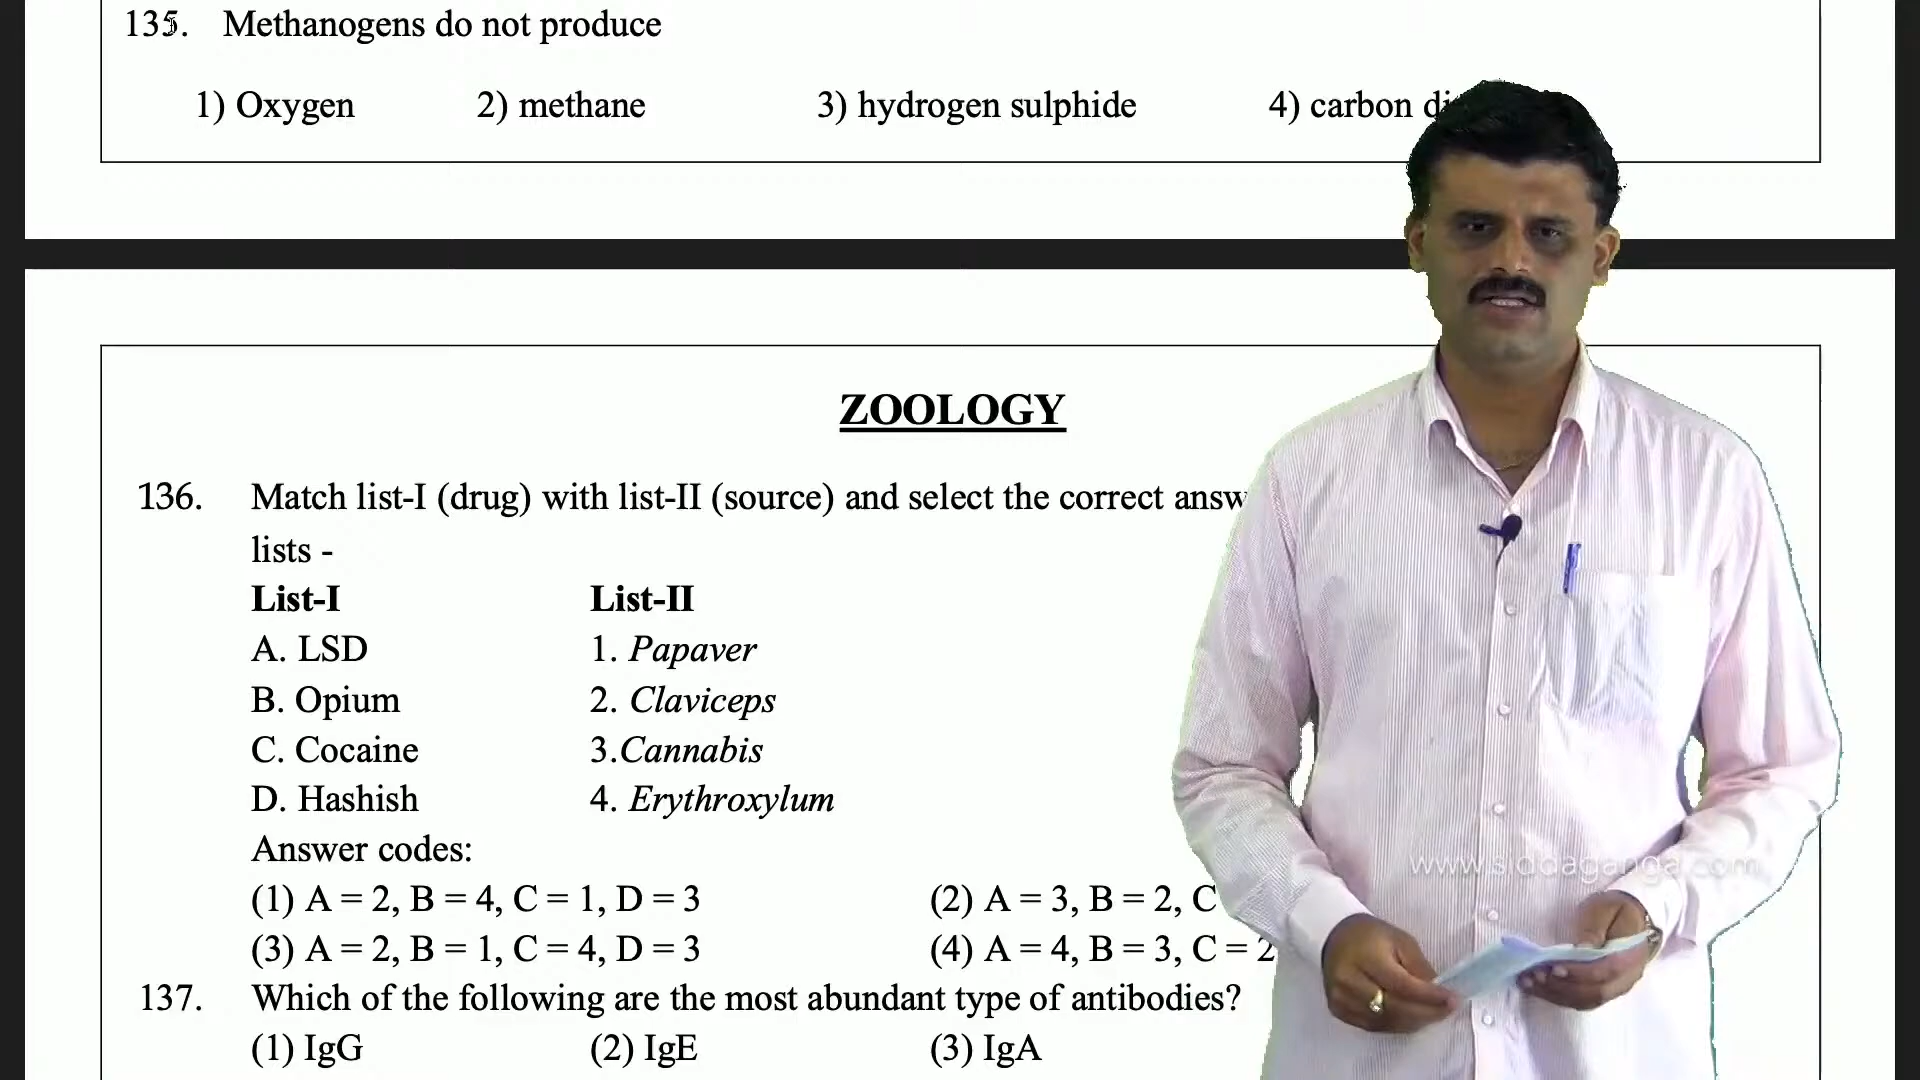 135. Methanogens do not produce
1) Oxygen 2) methane 3) hydrogen sulphide 4) carbon
ZOOLOGY
136. Match list-I (drug) with list-II (source) and select the correct
lists -
List-I List-II
A. LSD 1. Papaver
B. Opium 2. Claviceps
C. Cocaine 3.Cannabis
D. Hashish 4. Erythroxylum
Answer codes:
(1) A = 2, B = 4, C = 1, D = 3 (2) A = 3, B = 2, C
(3) A = 2, B = 1, C = 4, D = 3 (4) A = 4, B = 3, C = 2
137. Which of the following are the most abundant type of antibodies?
(1) IgG (2) IgE (3) IgA
www.siddaganga.com